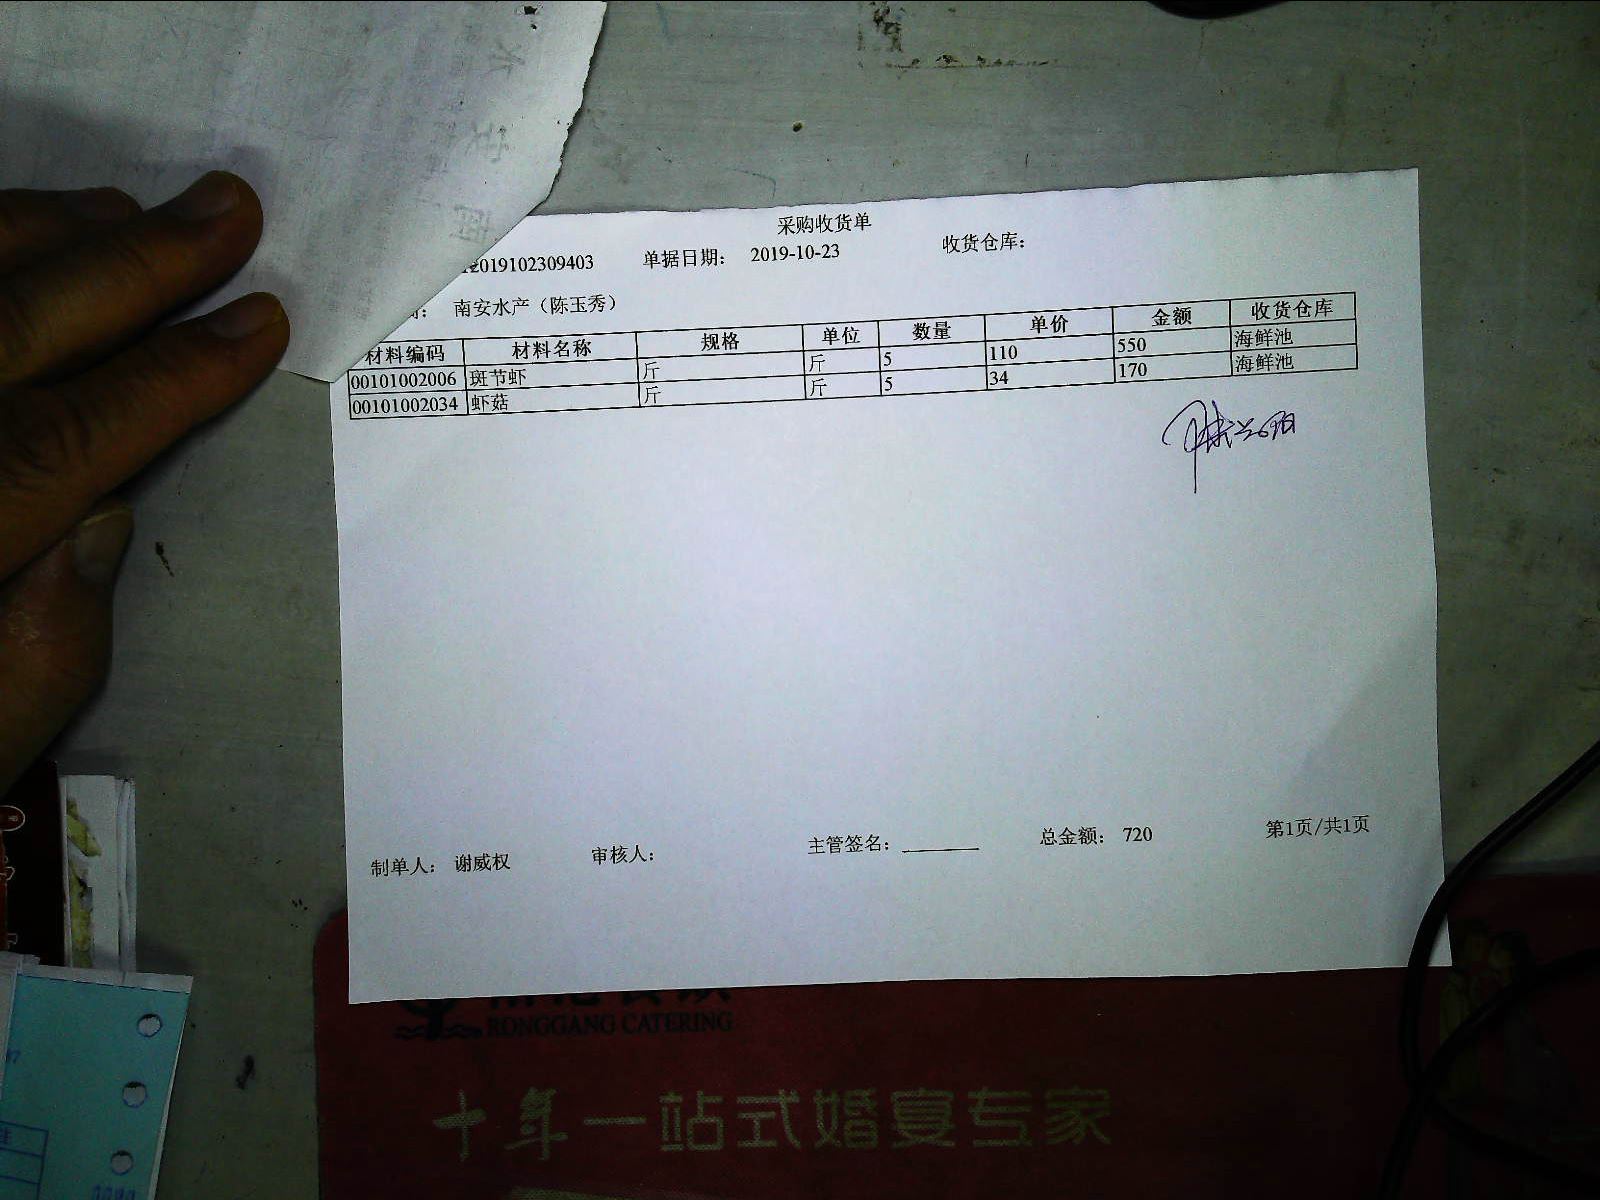 采购收货单
2019102309403 单据日期: 2019-10-23 收货仓库:
南安水产（陈玉秀）
材料编码 材料名称 规格 单位 数量 单价 金额 收货仓库
00101002006 斑节虾 斤 斤 5 110 550 海鲜池
00101002034 虾菇 斤 斤 5 34 170 海鲜池
制单人: 谢威权 审核人: 主管签名: ________ 总金额: 720 第1页/共1页
RONGGANG CATERING
十年一站式婚宴专家